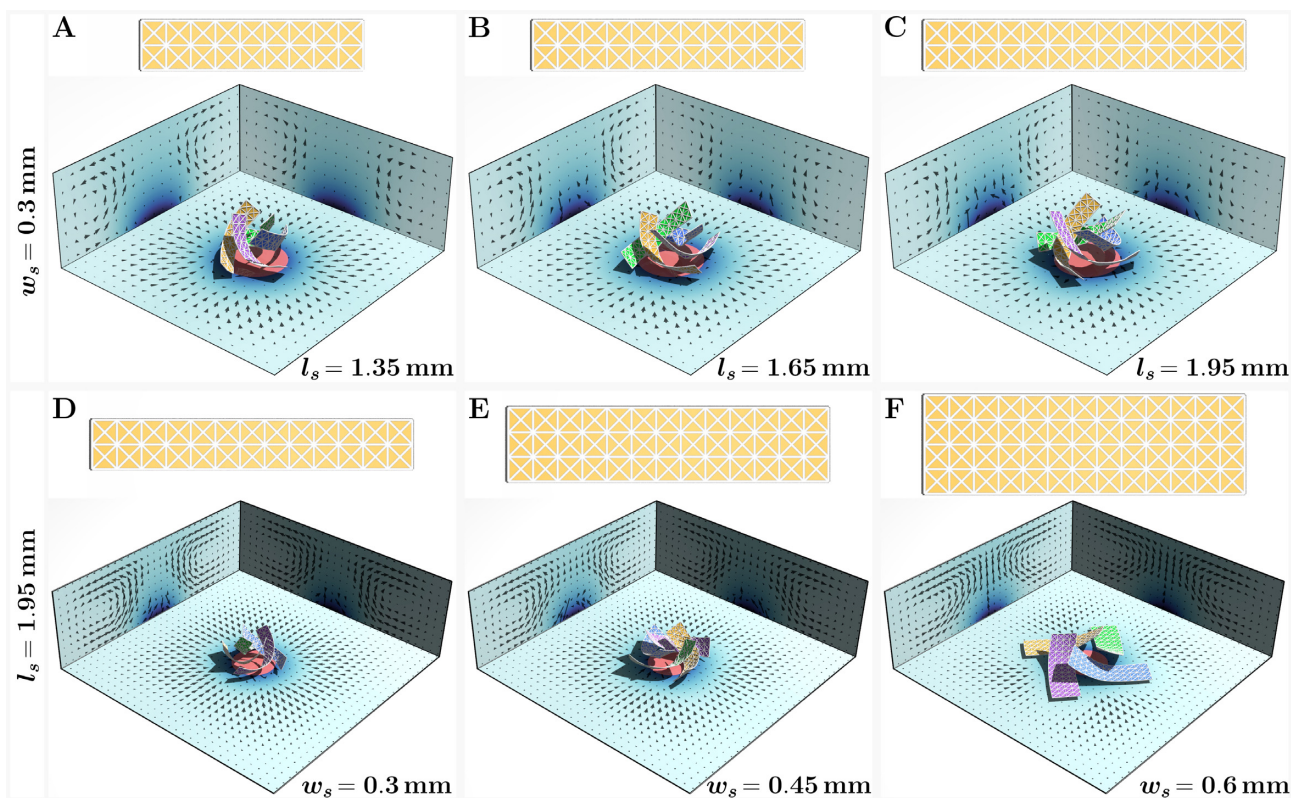 A
B
C
w_s = 0.3 mm
l_s = 1.35 mm
l_s = 1.65 mm
l_s = 1.95 mm
D
E
F
l_s = 1.95 mm
w_s = 0.3 mm
w_s = 0.45 mm
w_s = 0.6 mm